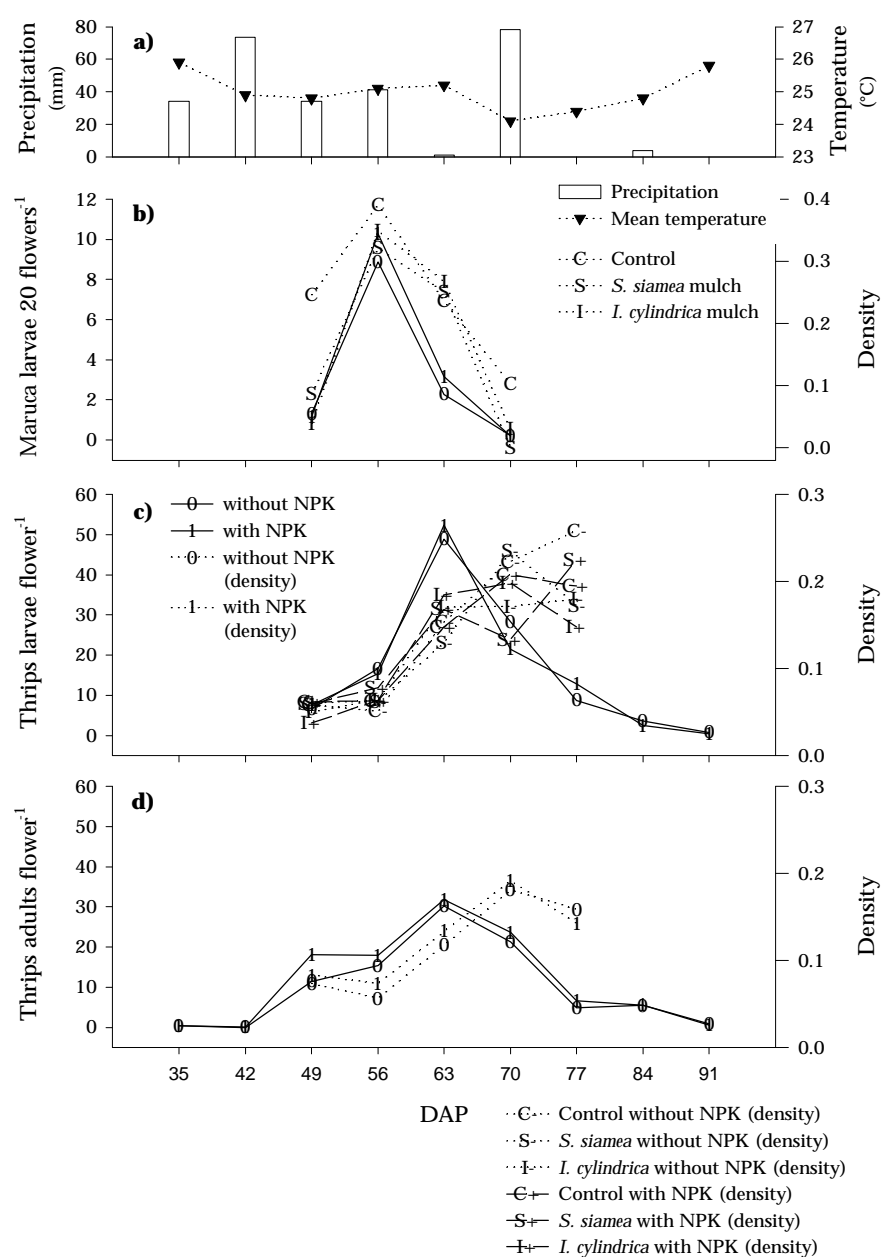 a)
Precipitation
(mm)
80
60
40
20
0
27
26
25
24
23
Temperature
(°C)
b)
Maruca larvae 20 flowers-1
12
10
8
6
4
2
0
0.4
0.3
0.2
0.1
0.0
Density
Precipitation
Mean temperature
C Control
S S. siamea mulch
I I. cylindrica mulch
c)
Thrips larvae flower-1
60
50
40
30
20
10
0
0.3
0.2
0.1
0.0
Density
0 without NPK
1 with NPK
0 without NPK
(density)
1 with NPK
(density)
d)
Thrips adults flower-1
60
50
40
30
20
10
0
0.3
0.2
0.1
0.0
Density
35 42 49 56 63 70 77 84 91
DAP
C- Control without NPK (density)
S- S. siamea without NPK (density)
I- I. cylindrica without NPK (density)
C+ Control with NPK (density)
S+ S. siamea with NPK (density)
I+ I. cylindrica with NPK (density)